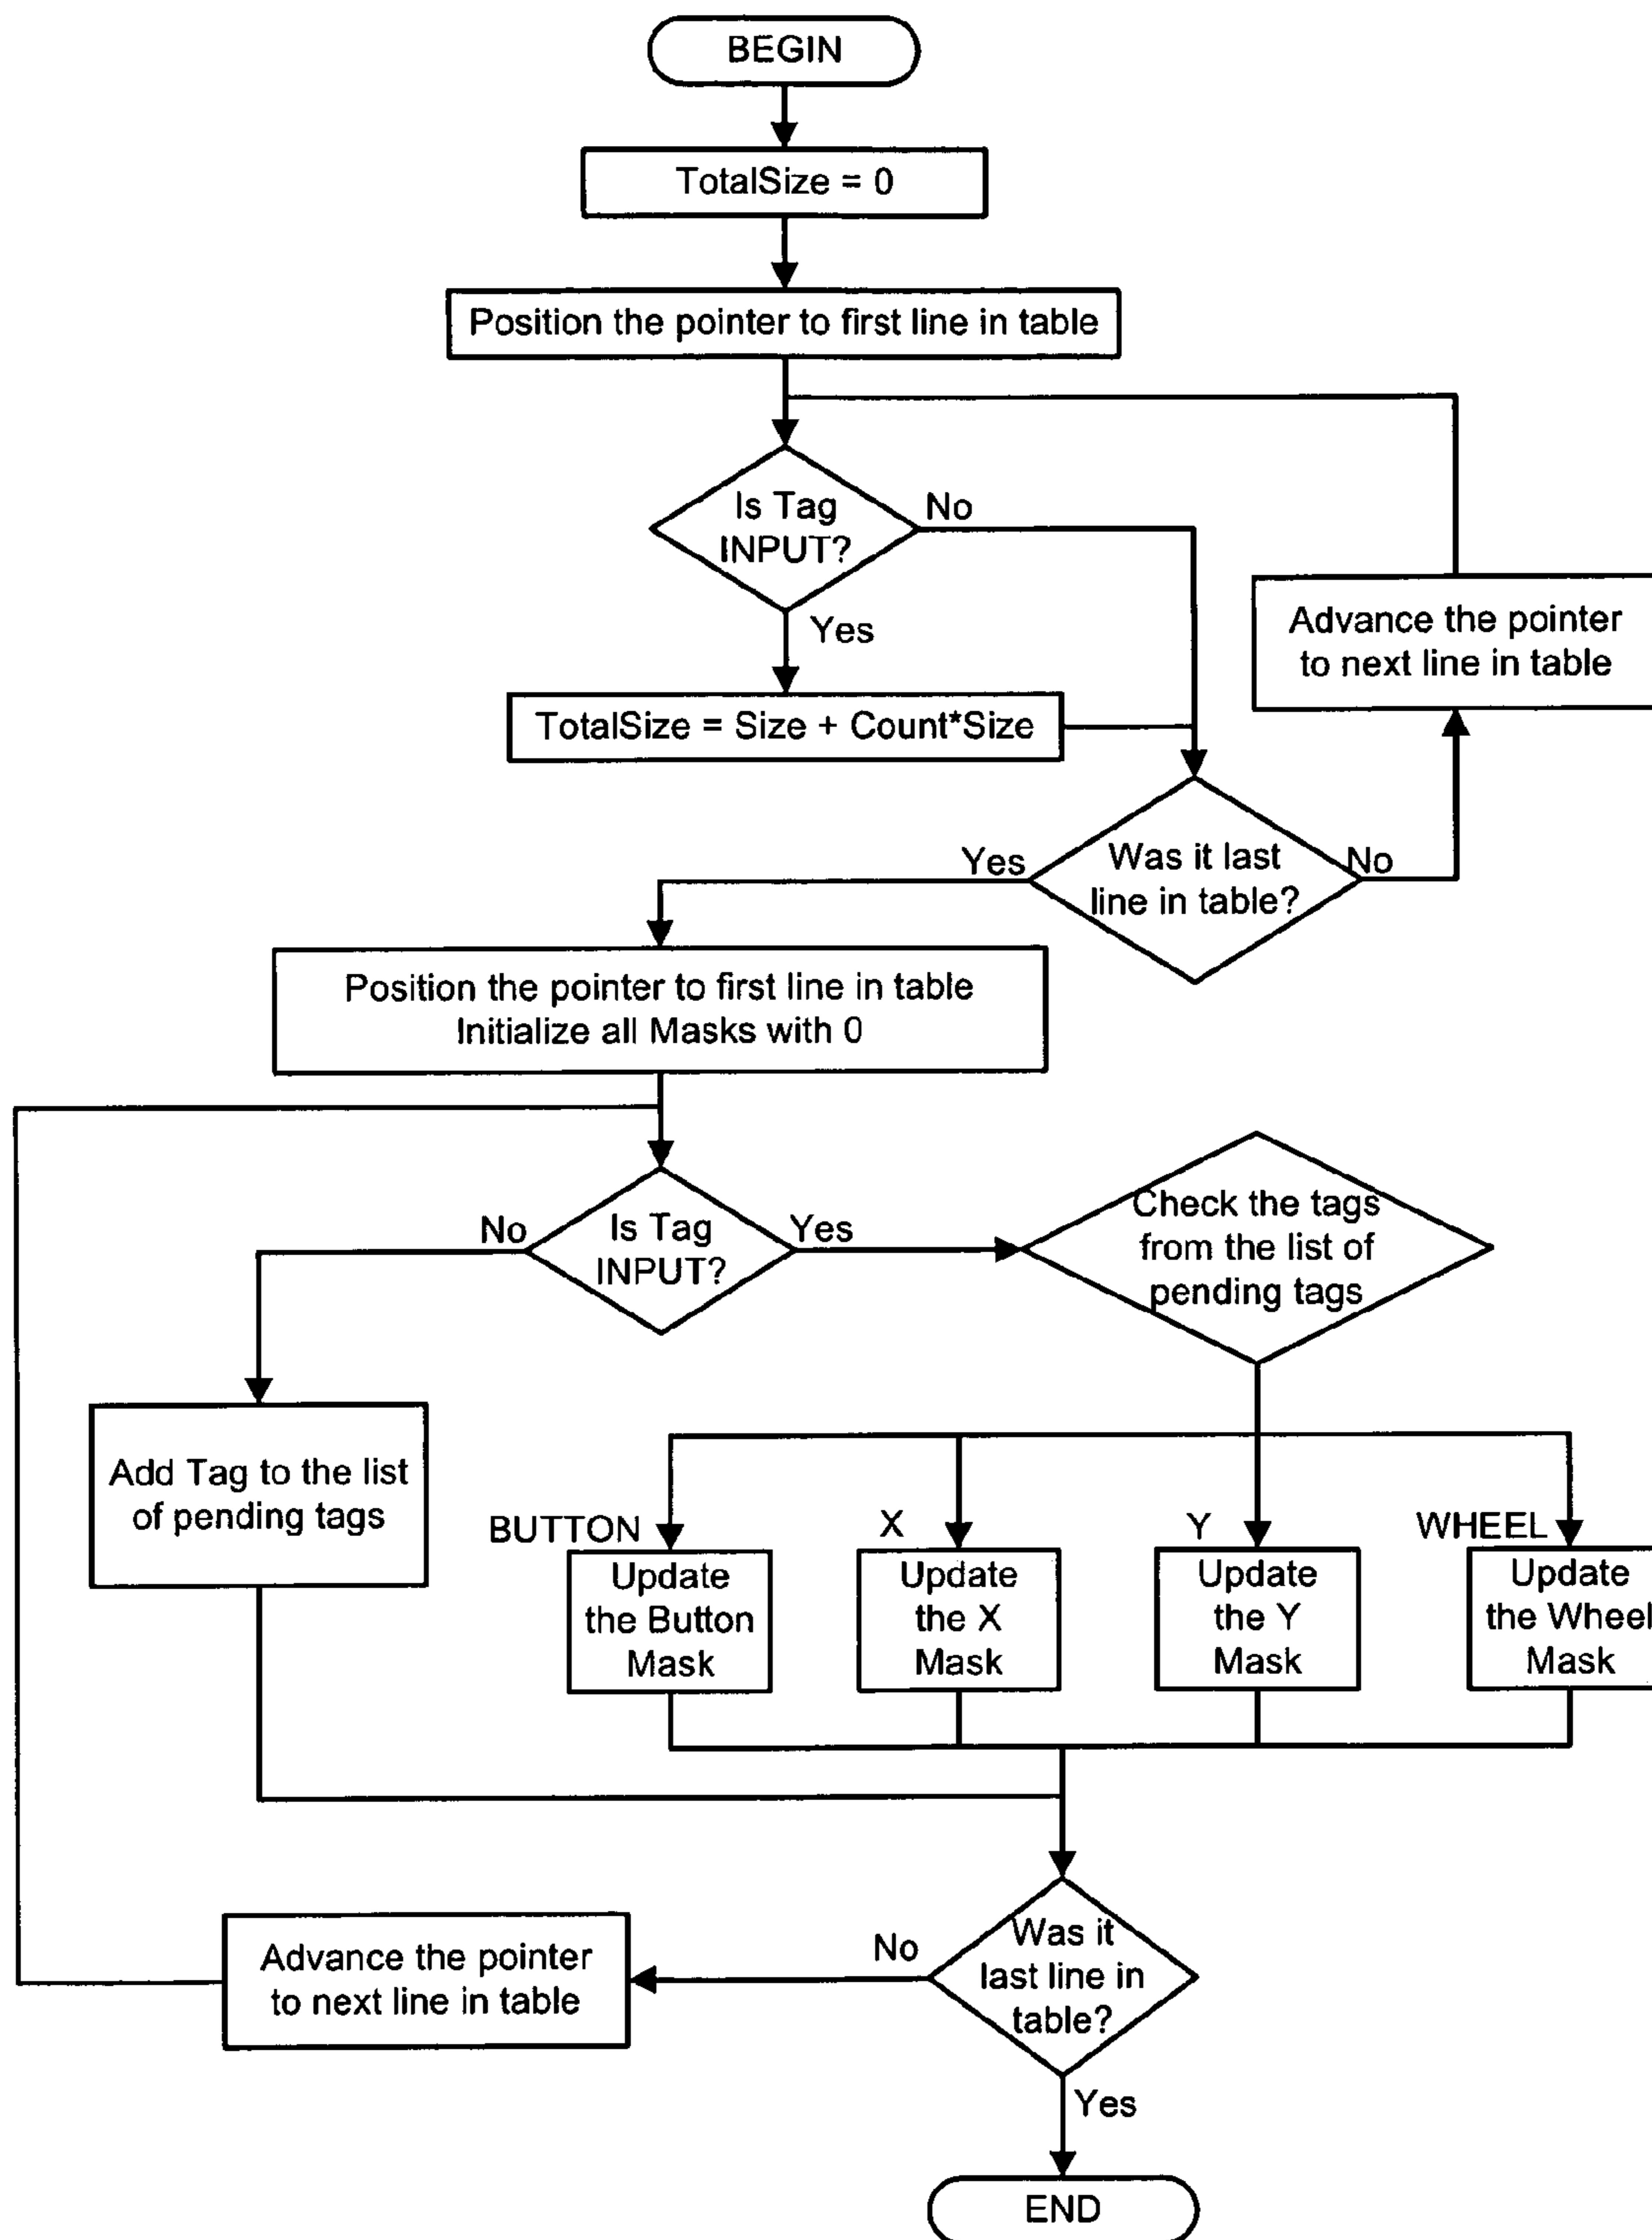 BEGIN
TotalSize = 0
Position the pointer to first line in table
Is Tag
INPUT?
No
Yes
Advance the pointer
to next line in table
TotalSize = Size + Count*Size
Was it last
line in table?
Yes
No
Position the pointer to first line in table
Initialize all Masks with 0
Is Tag
INPUT?
No
Yes
Check the tags
from the list of
pending tags
Add Tag to the list
of pending tags
BUTTON
X
Y
WHEEL
Update
the Button
Mask
Update
the X
Mask
Update
the Y
Mask
Update
the Wheel
Mask
Was it
last line in
table?
No
Advance the pointer
to next line in table
Yes
END